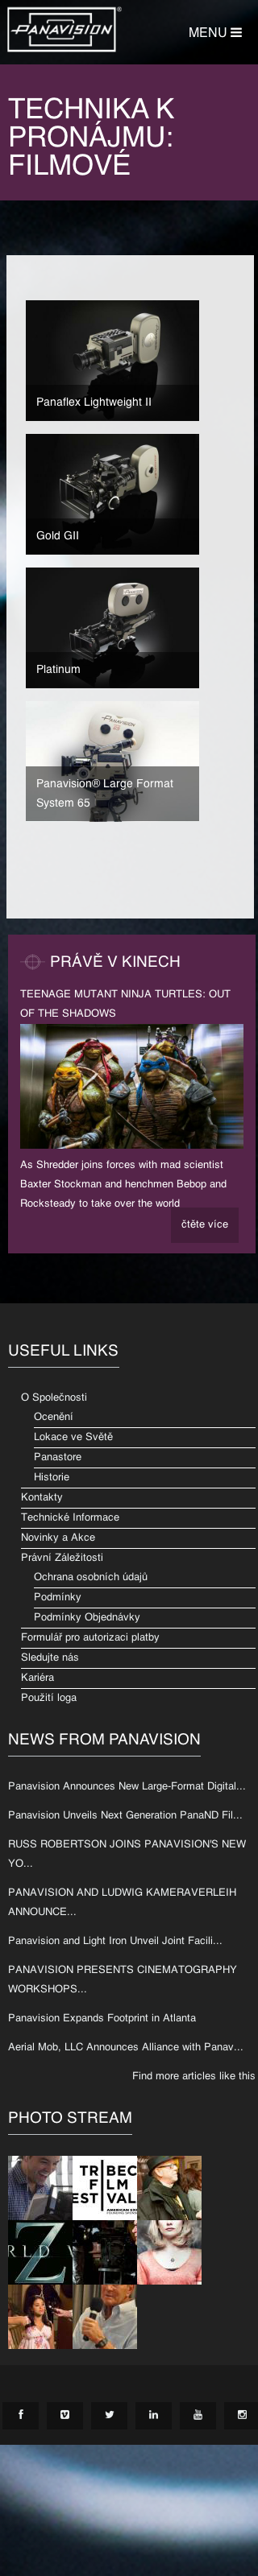 PANAVISION®
MENU
TECHNIKA K
PRONÁJMU:
FILMOVÉ
Panaflex Lightweight II
Gold GII
Platinum
Panavision® Large Format
System 65
PRÁVĚ V KINECH
TEENAGE MUTANT NINJA TURTLES: OUT
OF THE SHADOWS
As Shredder joins forces with mad scientist
Baxter Stockman and henchmen Bebop and
Rocksteady to take over the world
čtěte více
USEFUL LINKS
O Společnosti
Ocenění
Lokace ve Světě
Panastore
Historie
Kontakty
Technické Informace
Novinky a Akce
Právní Záležitosti
Ochrana osobních údajů
Podmínky
Podmínky Objednávky
Formulář pro autorizaci platby
Sledujte nás
Kariéra
Použití loga
NEWS FROM PANAVISION
Panavision Announces New Large-Format Digital...
Panavision Unveils Next Generation PanaND Fil...
RUSS ROBERTSON JOINS PANAVISION'S NEW
YO...
PANAVISION AND LUDWIG KAMERAVERLEIH
ANNOUNCE...
Panavision and Light Iron Unveil Joint Facili...
PANAVISION PRESENTS CINEMATOGRAPHY
WORKSHOPS...
Panavision Expands Footprint in Atlanta
Aerial Mob, LLC Announces Alliance with Panav...
Find more articles like this
PHOTO STREAM
TRIBEC
FILM
FESTIVAL